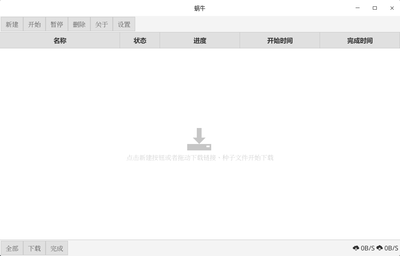 蜗牛
新建 开始 暂停 删除 关于 设置
名称 状态 进度 开始时间 完成时间
点击新建按钮或者拖动下载链接、种子文件开始下载
全部 下载 完成 0B/S 0B/S